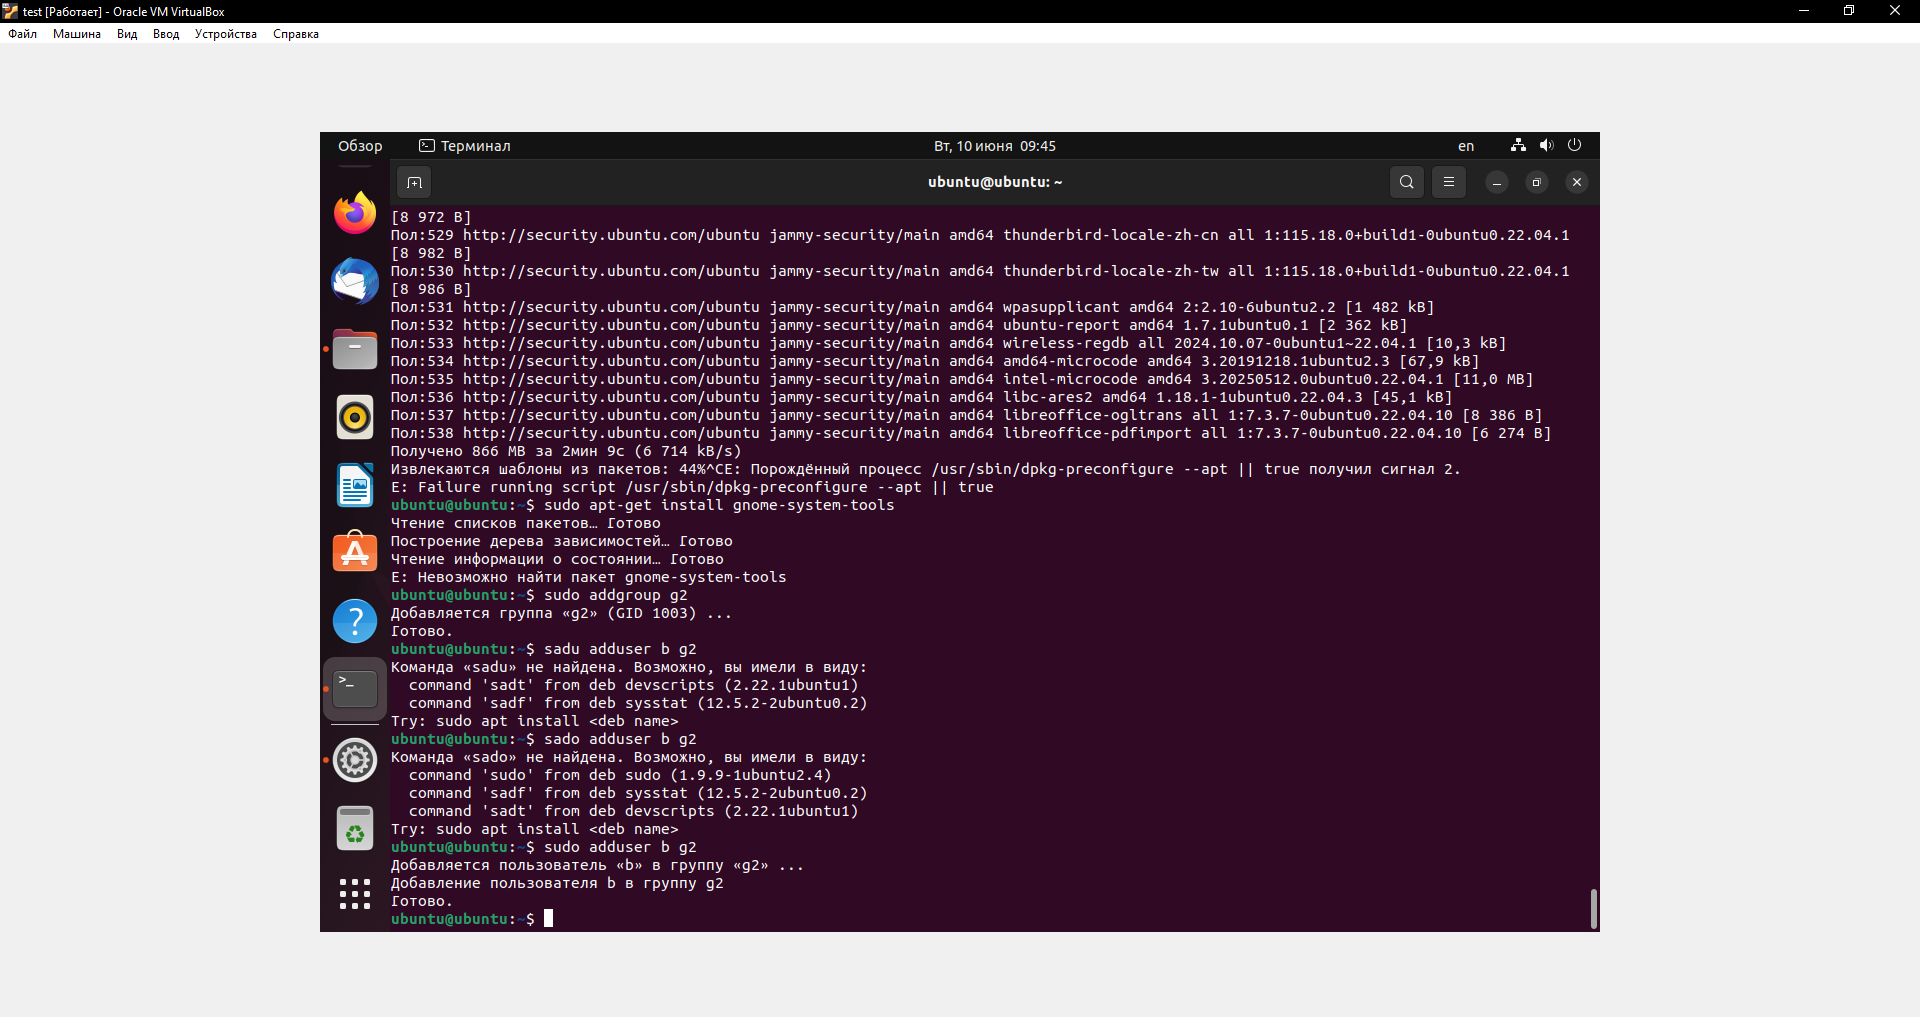 test [Работает] - Oracle VM VirtualBox
Файл Машина Вид Ввод Устройства Справка
Обзор Терминал Вт, 10 июня 09:45 en
ubuntu@ubuntu: ~
[8 972 B]
Пол:529 http://security.ubuntu.com/ubuntu jammy-security/main amd64 thunderbird-locale-zh-cn all 1:115.18.0+build1-0ubuntu0.22.04.1
[8 982 B]
Пол:530 http://security.ubuntu.com/ubuntu jammy-security/main amd64 thunderbird-locale-zh-tw all 1:115.18.0+build1-0ubuntu0.22.04.1
[8 986 B]
Пол:531 http://security.ubuntu.com/ubuntu jammy-security/main amd64 wpasupplicant amd64 2:2.10-6ubuntu2.2 [1 482 kB]
Пол:532 http://security.ubuntu.com/ubuntu jammy-security/main amd64 ubuntu-report amd64 1.7.1ubuntu0.1 [2 362 kB]
Пол:533 http://security.ubuntu.com/ubuntu jammy-security/main amd64 wireless-regdb all 2024.10.07-0ubuntu1~22.04.1 [10,3 kB]
Пол:534 http://security.ubuntu.com/ubuntu jammy-security/main amd64 amd64-microcode amd64 3.20191218.1ubuntu2.3 [67,9 kB]
Пол:535 http://security.ubuntu.com/ubuntu jammy-security/main amd64 intel-microcode amd64 3.20250512.0ubuntu0.22.04.1 [11,0 MB]
Пол:536 http://security.ubuntu.com/ubuntu jammy-security/main amd64 libc-ares2 amd64 1.18.1-1ubuntu0.22.04.3 [45,1 kB]
Пол:537 http://security.ubuntu.com/ubuntu jammy-security/main amd64 libreoffice-ogltrans all 1:7.3.7-0ubuntu0.22.04.10 [8 386 B]
Пол:538 http://security.ubuntu.com/ubuntu jammy-security/main amd64 libreoffice-pdfimport all 1:7.3.7-0ubuntu0.22.04.10 [6 274 B]
Получено 866 MB за 2мин 9с (6 714 kB/s)
Извлекаются шаблоны из пакетов: 44%^CE: Порождённый процесс /usr/sbin/dpkg-preconfigure --apt || true получил сигнал 2.
E: Failure running script /usr/sbin/dpkg-preconfigure --apt || true
ubuntu@ubuntu:~$ sudo apt-get install gnome-system-tools
Чтение списков пакетов… Готово
Построение дерева зависимостей… Готово
Чтение информации о состоянии… Готово
E: Невозможно найти пакет gnome-system-tools
ubuntu@ubuntu:~$ sudo addgroup g2
Добавляется группа «g2» (GID 1003) ...
Готово.
ubuntu@ubuntu:~$ sadu adduser b g2
Команда «sadu» не найдена. Возможно, вы имели в виду:
command 'sadt' from deb devscripts (2.22.1ubuntu1)
command 'sadf' from deb sysstat (12.5.2-2ubuntu0.2)
Try: sudo apt install <deb name>
ubuntu@ubuntu:~$ sado adduser b g2
Команда «sado» не найдена. Возможно, вы имели в виду:
command 'sudo' from deb sudo (1.9.9-1ubuntu2.4)
command 'sadf' from deb sysstat (12.5.2-2ubuntu0.2)
command 'sadt' from deb devscripts (2.22.1ubuntu1)
Try: sudo apt install <deb name>
ubuntu@ubuntu:~$ sudo adduser b g2
Добавляется пользователь «b» в группу «g2» ...
Добавление пользователя b в группу g2
Готово.
ubuntu@ubuntu:~$